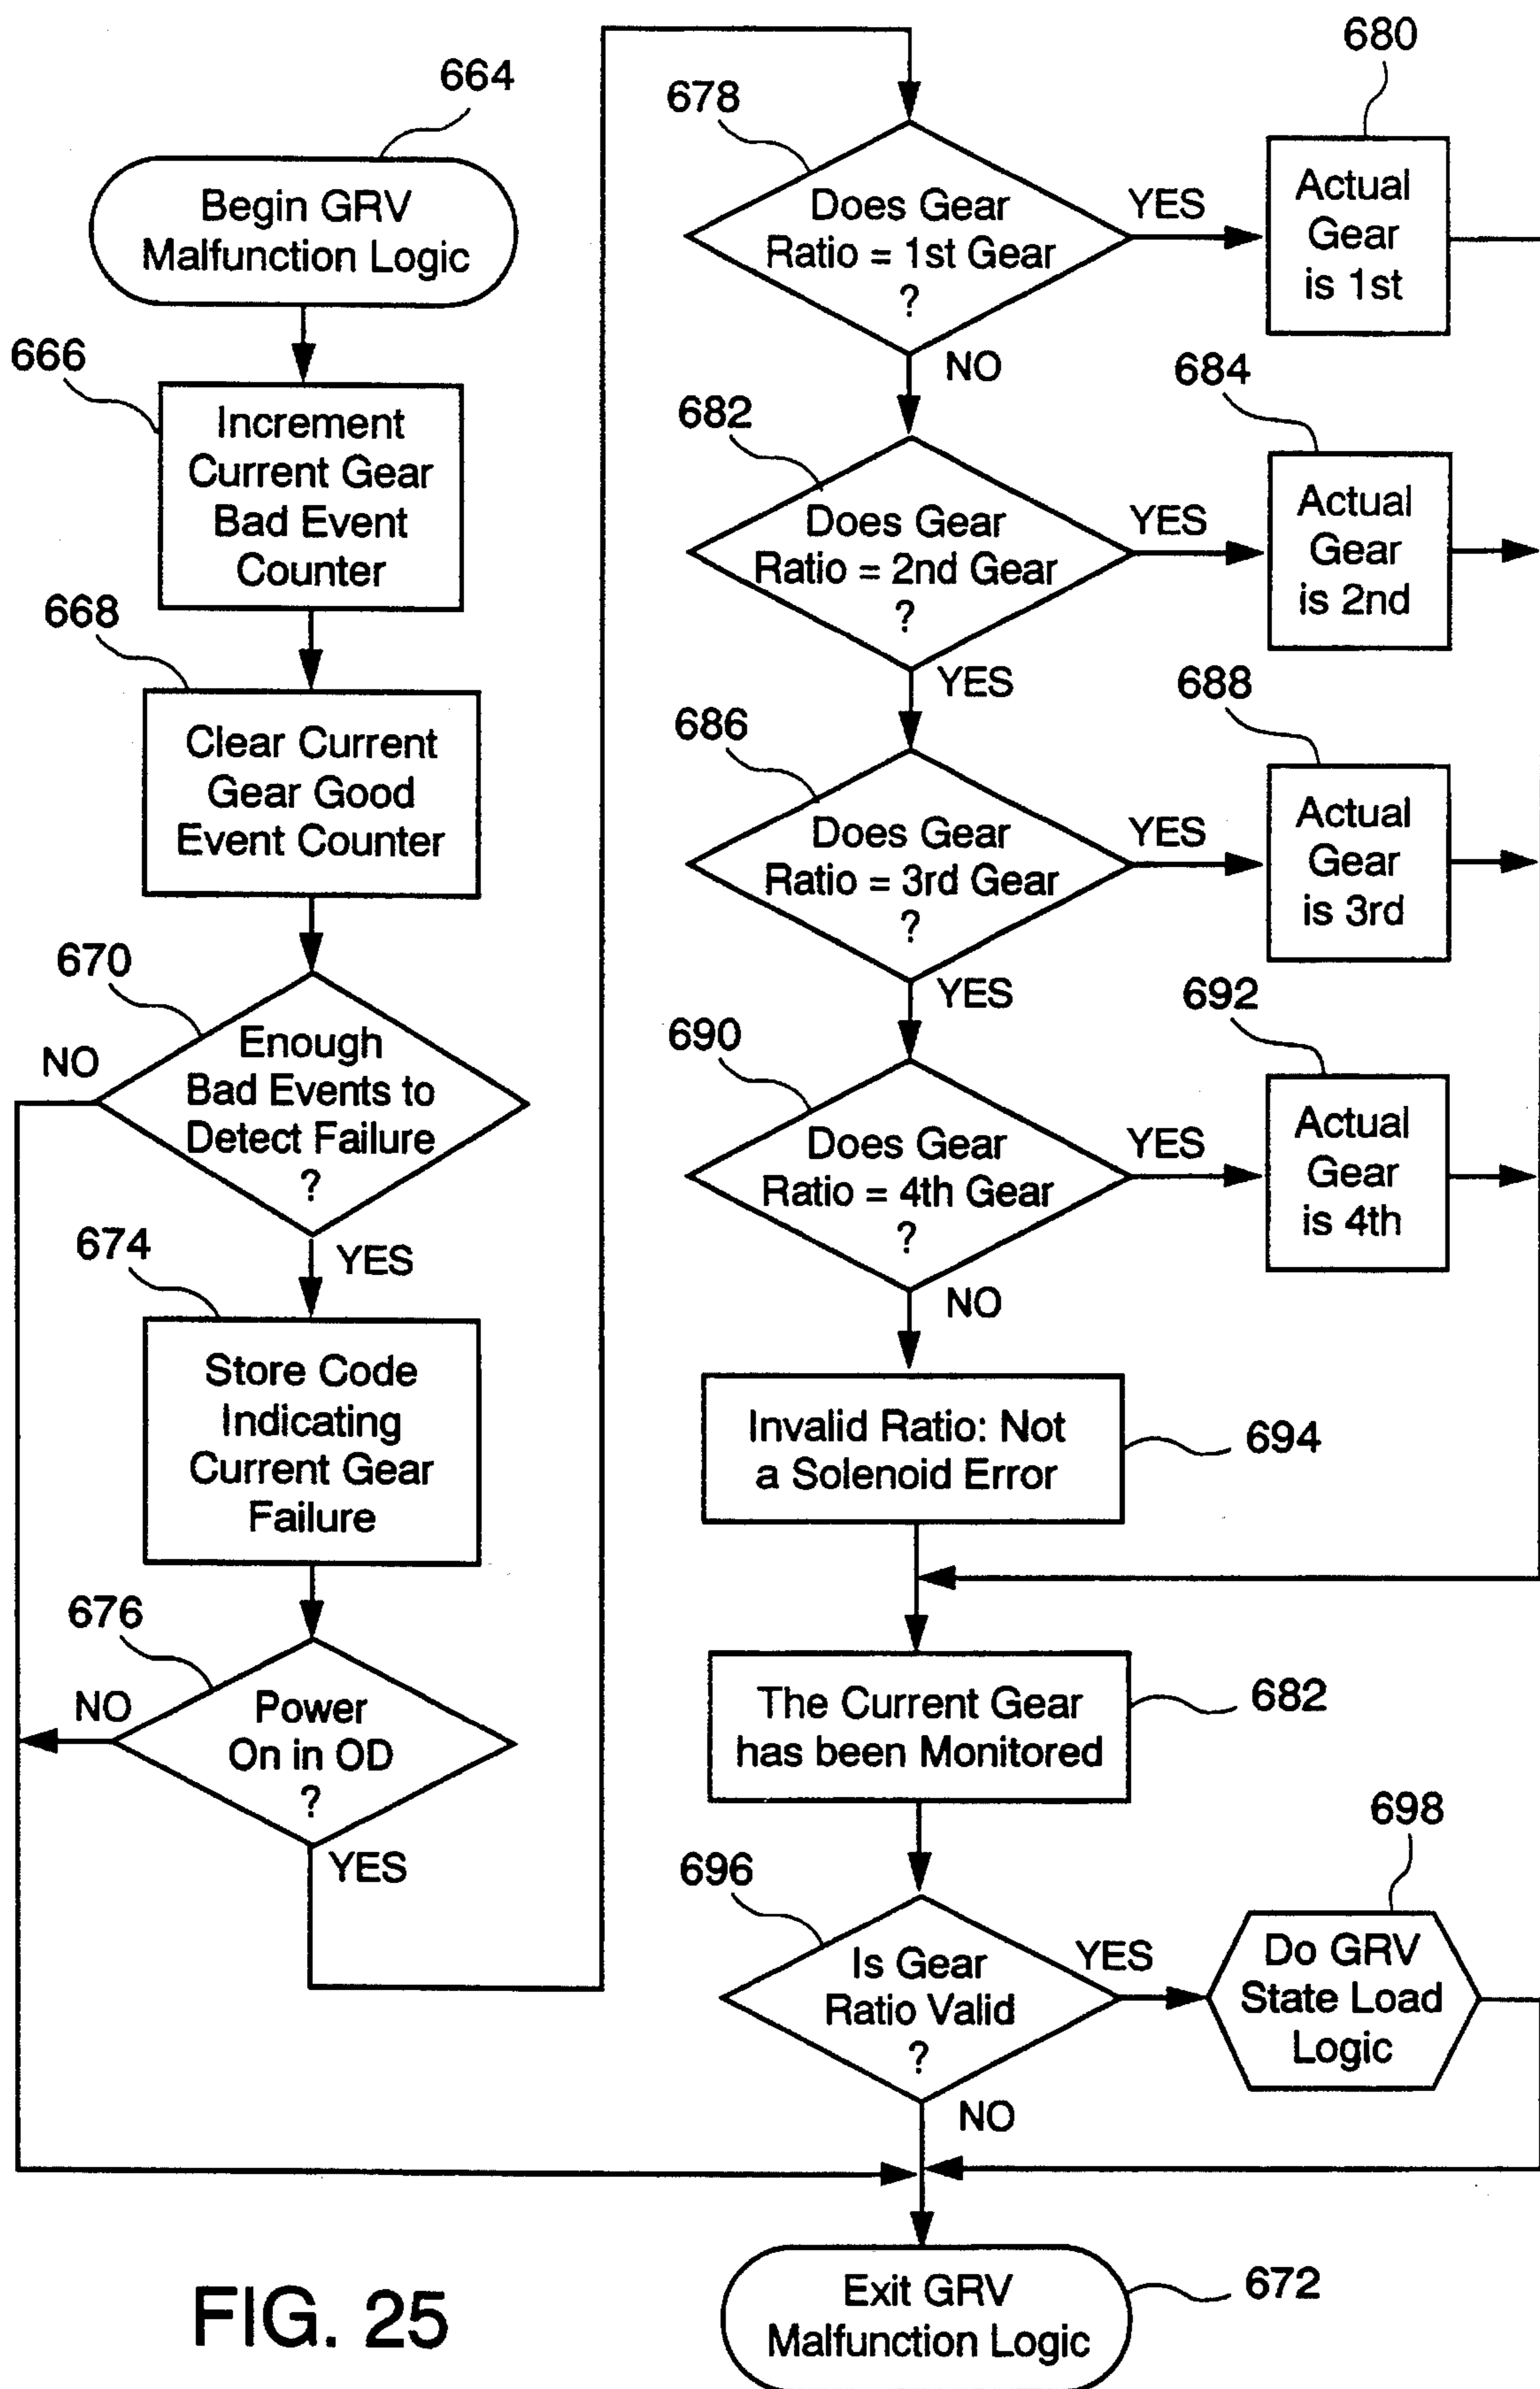 664
Begin GRV
Malfunction Logic
666
Increment
Current Gear
Bad Event
Counter
668
Clear Current
Gear Good
Event Counter
670
NO
Enough
Bad Events to
Detect Failure
?
YES
674
Store Code
Indicating
Current Gear
Failure
676
NO
Power
On in OD
?
YES
678
Does Gear
Ratio = 1st Gear
?
YES
680
Actual
Gear
is 1st
NO
682
Does Gear
Ratio = 2nd Gear
?
YES
684
Actual
Gear
is 2nd
YES
686
Does Gear
Ratio = 3rd Gear
?
YES
688
Actual
Gear
is 3rd
YES
690
Does Gear
Ratio = 4th Gear
?
YES
692
Actual
Gear
is 4th
NO
Invalid Ratio: Not
a Solenoid Error
694
The Current Gear
has been Monitored
682
696
Is Gear
Ratio Valid
?
YES
698
Do GRV
State Load
Logic
NO
Exit GRV
Malfunction Logic
672
FIG. 25